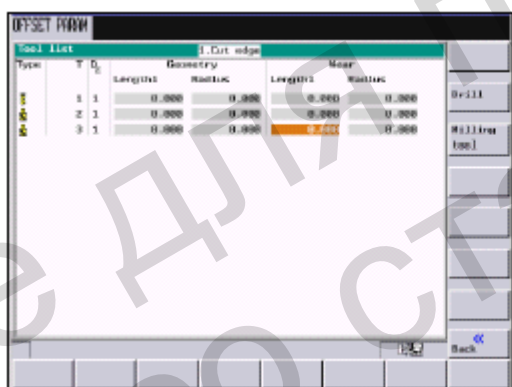 OFFSET PARAM
Tool list 1.Cut edge
Type T D Geometry Wear
Length1 Radius Length1 Radius
1 1 0.000 0.000 0.000 0.000
2 1 0.000 0.000 0.000 0.000
3 1 0.000 0.000 0.000 0.000
Drill
Milling
tool
Back